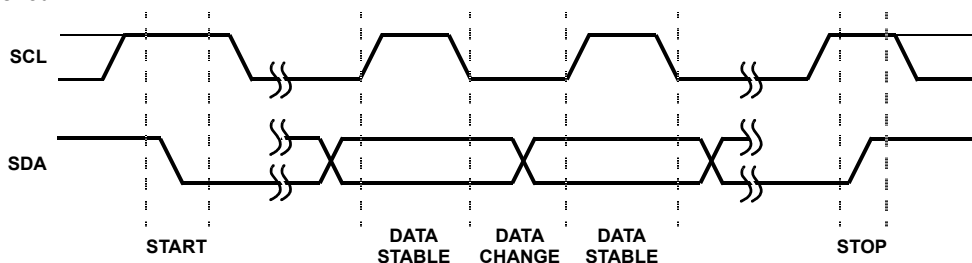 SCL
SDA
START
DATA STABLE
DATA CHANGE
DATA STABLE
STOP